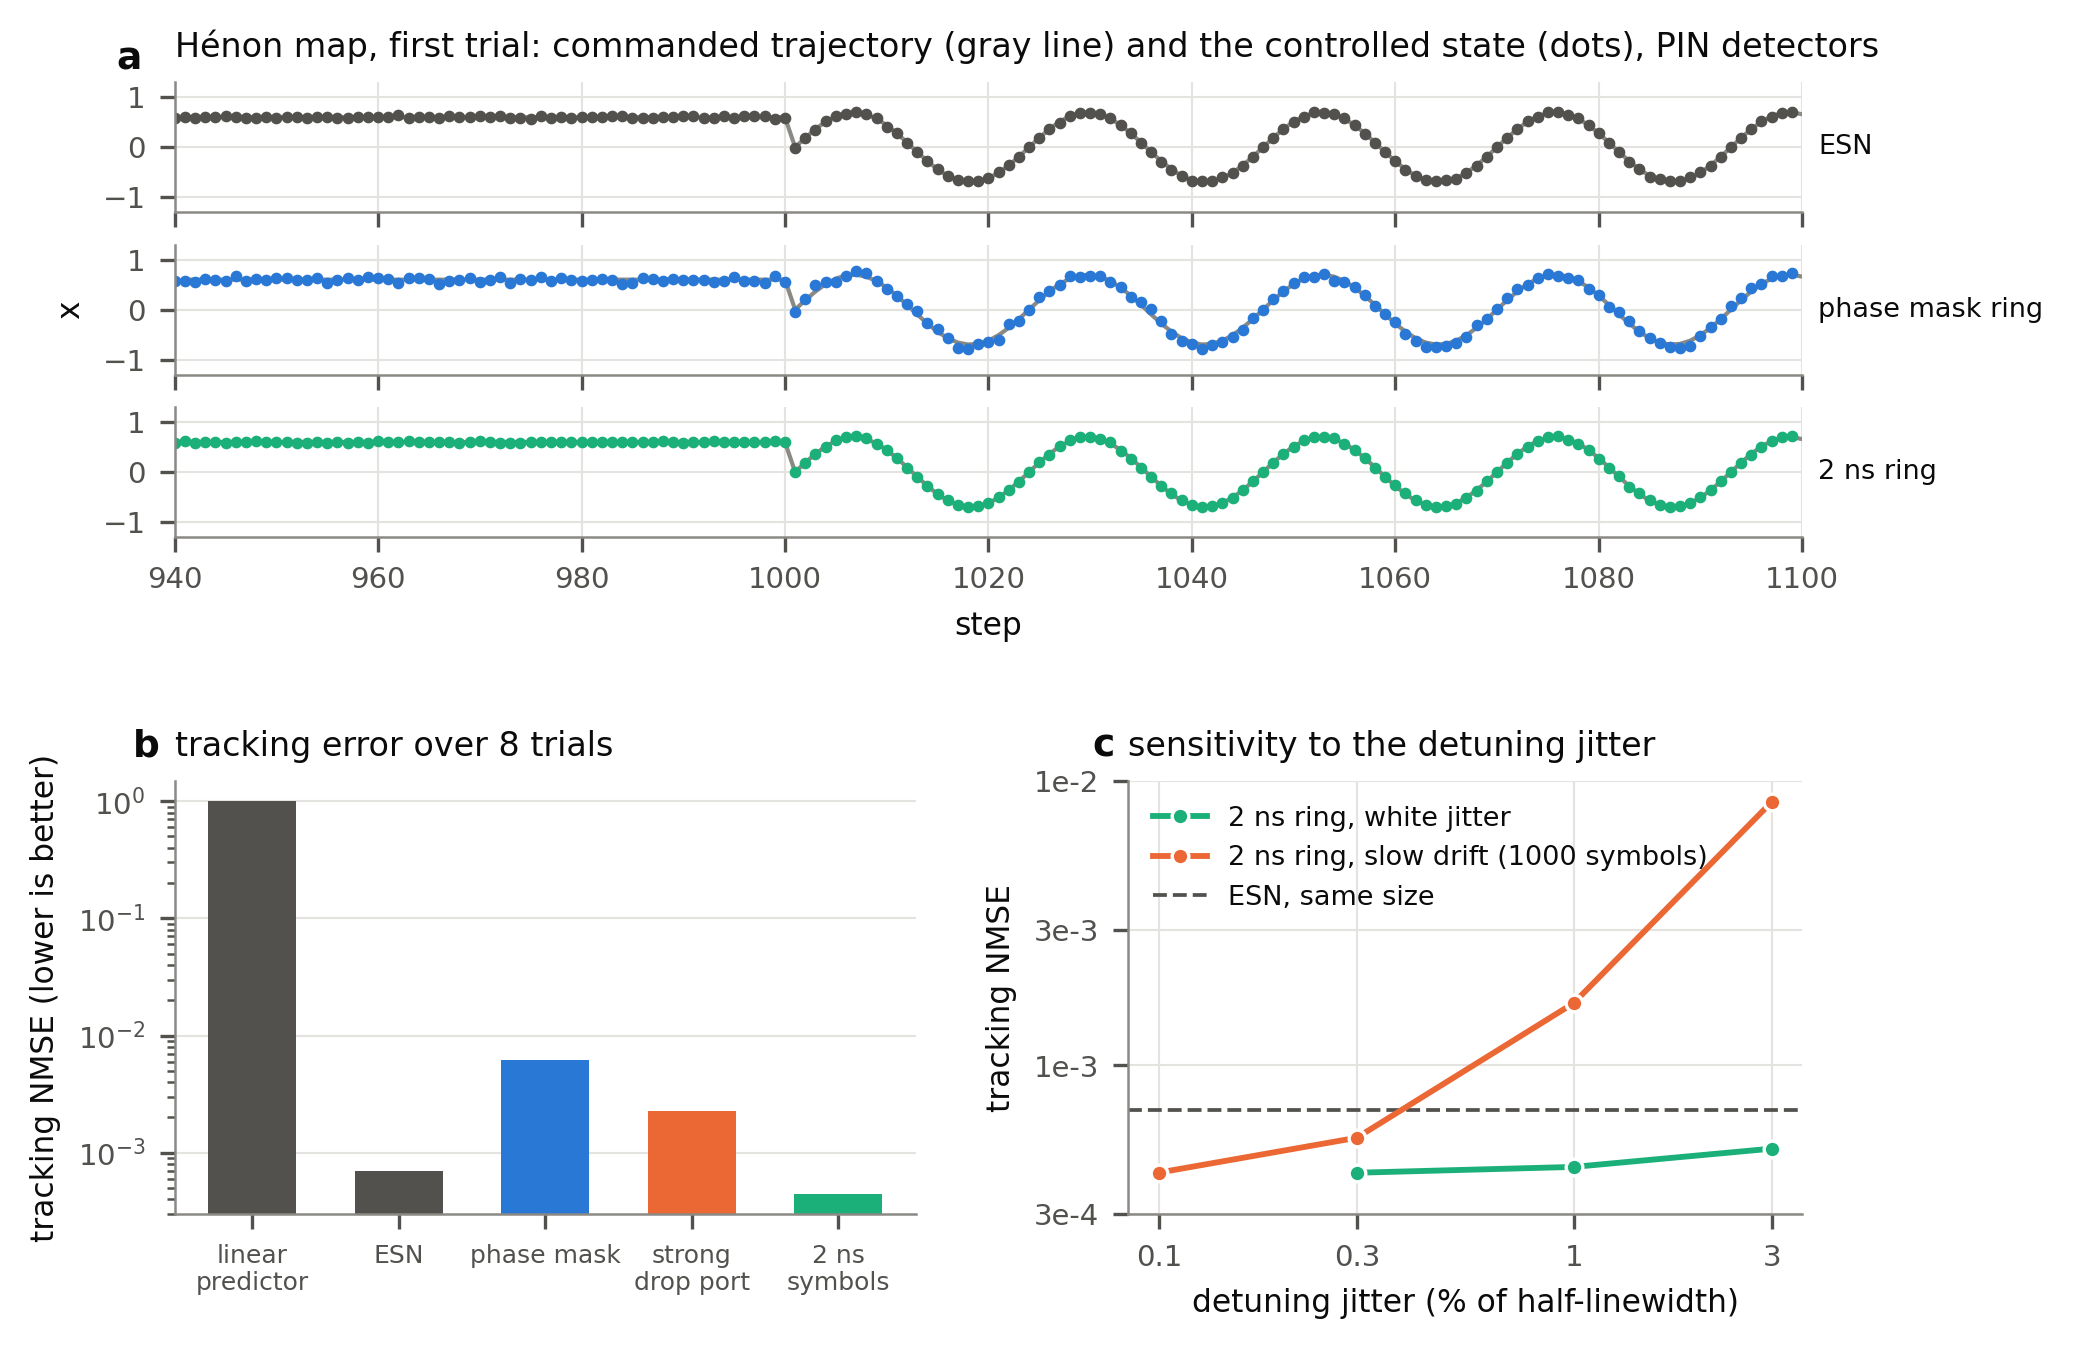 a Hénon map, first trial: commanded trajectory (gray line) and the controlled state (dots), PIN detectors
1
0
−1
ESN
1
0
−1
phase mask ring
x
1
0
−1
2 ns ring
940 960 980 1000 1020 1040 1060 1080 1100
step
b tracking error over 8 trials
tracking NMSE (lower is better)
10⁰
10⁻¹
10⁻²
10⁻³
linear predictor
ESN
phase mask
strong drop port
2 ns symbols
c sensitivity to the detuning jitter
tracking NMSE
1e-2
3e-3
1e-3
3e-4
2 ns ring, white jitter
2 ns ring, slow drift (1000 symbols)
ESN, same size
0.1 0.3 1 3
detuning jitter (% of half-linewidth)